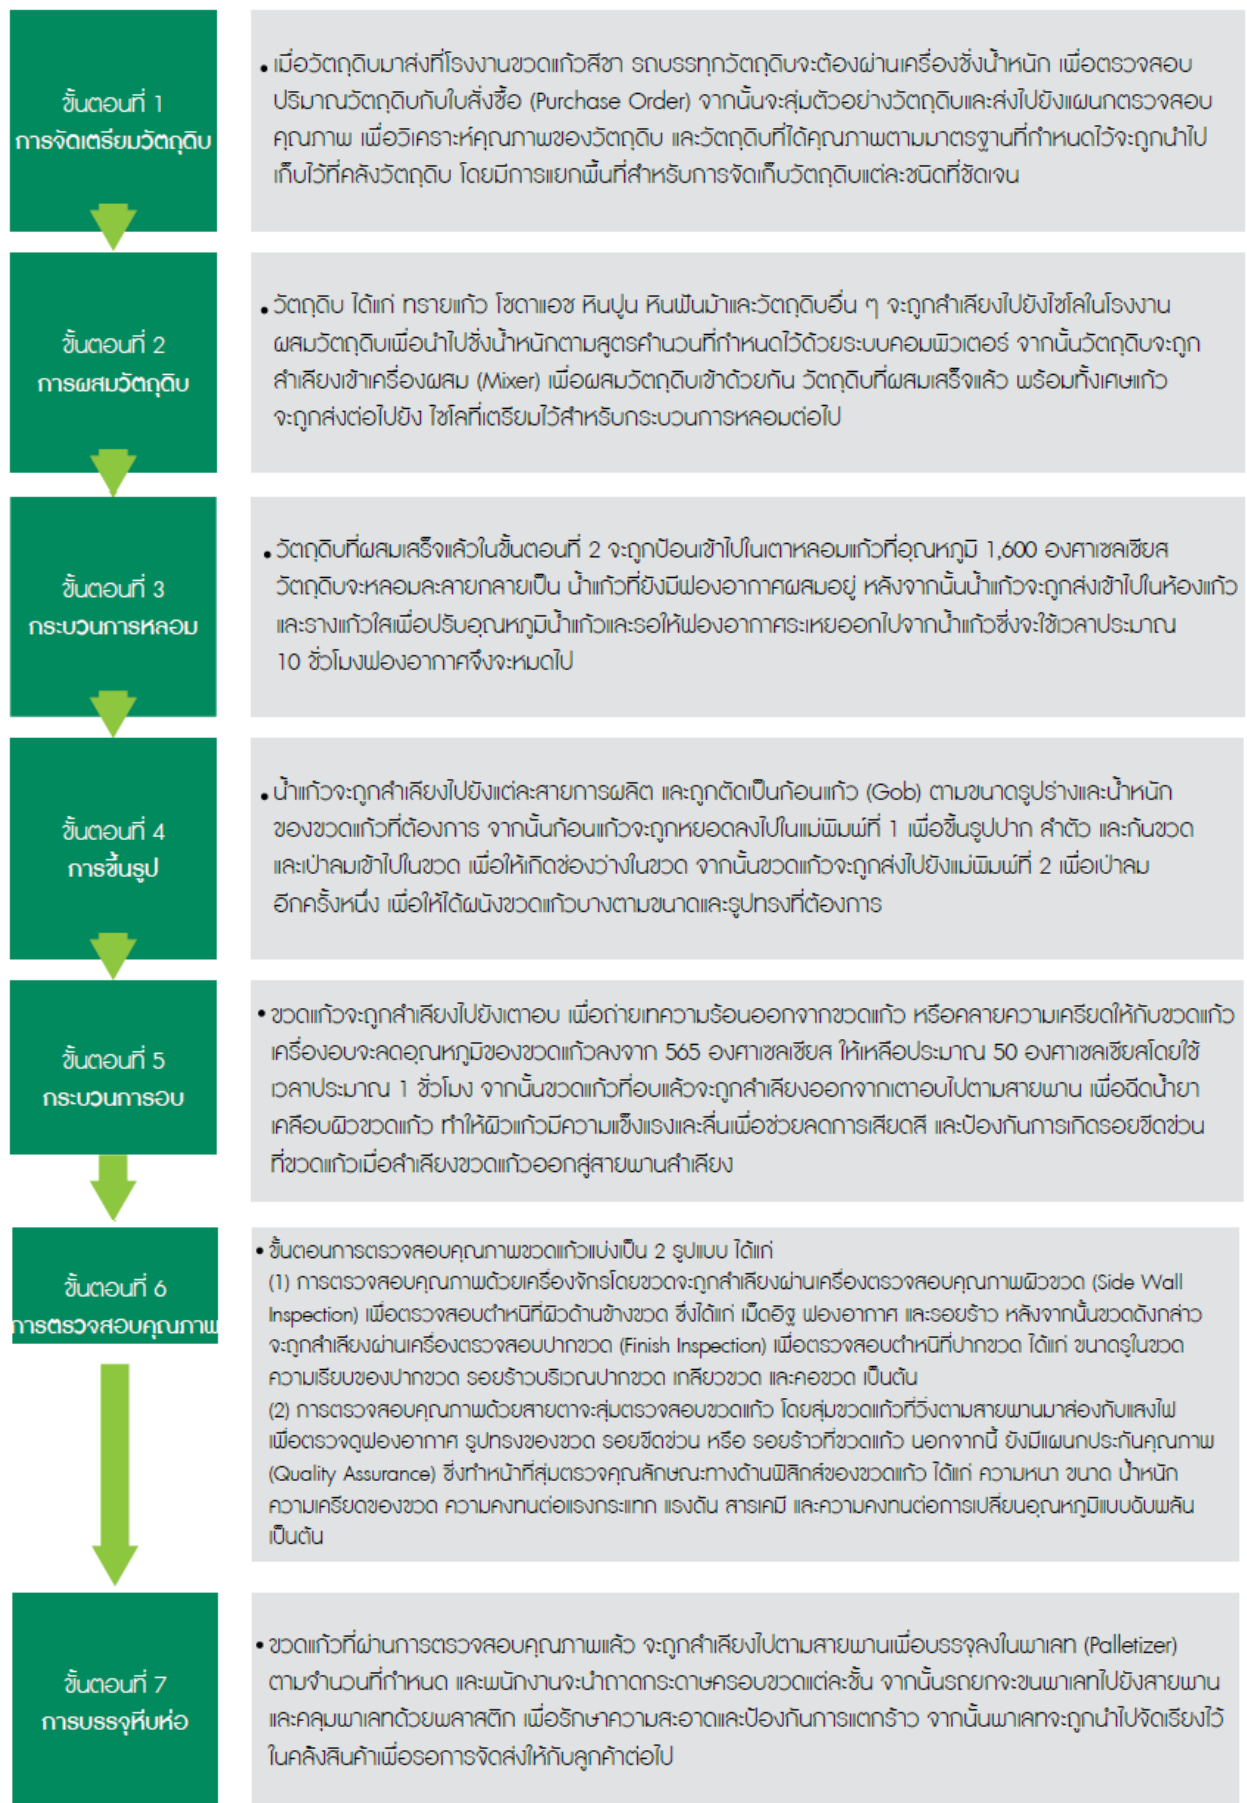 ขั้นตอนที่ 1
การจัดเตรียมวัตถุดิบ
• เมื่อวัตถุดิบมาส่งที่โรงงานขวดแก้วสีชา รถบรรทุกวัตถุดิบจะต้องผ่านเครื่องชั่งน้ำหนัก เพื่อตรวจสอบ
ปริมาณวัตถุดิบกับใบสั่งซื้อ (Purchase Order) จากนั้นจะสุ่มตัวอย่างวัตถุดิบและส่งไปยังแผนกตรวจสอบ
คุณภาพ เพื่อวิเคราะห์คุณภาพของวัตถุดิบ และวัตถุดิบที่ได้คุณภาพตามมาตรฐานที่กำหนดไว้จะถูกนำไป
เก็บไว้ที่คลังวัตถุดิบ โดยมีการแยกพื้นที่สำหรับการจัดเก็บวัตถุดิบแต่ละชนิดที่ชัดเจน
ขั้นตอนที่ 2
การผสมวัตถุดิบ
• วัตถุดิบ ได้แก่ ทรายแก้ว โซดาแอช หินปูน หินฟันม้าและวัตถุดิบอื่น ๆ จะถูกลำเลียงไปยังไซโลในโรงงาน
ผสมวัตถุดิบเพื่อนำไปชั่งน้ำหนักตามสูตรคำนวนที่กำหนดไว้ด้วยระบบคอมพิวเตอร์ จากนั้นวัตถุดิบจะถูก
ลำเลียงเข้าเครื่องผสม (Mixer) เพื่อผสมวัตถุดิบเข้าด้วยกัน วัตถุดิบที่ผสมเสร็จแล้ว พร้อมทั้งเศษแก้ว
จะถูกส่งต่อไปยัง ไซโลที่เตรียมไว้สำหรับกระบวนการหลอมต่อไป
ขั้นตอนที่ 3
กระบวนการหลอม
• วัตถุดิบที่ผสมเสร็จแล้วในขั้นตอนที่ 2 จะถูกป้อนเข้าไปในเตาหลอมแก้วที่อุณหภูมิ 1,600 องศาเซลเซียส
วัตถุดิบจะหลอมละลายกลายเป็น น้ำแก้วที่ยังมีฟองอากาศผสมอยู่ หลังจากนั้นน้ำแก้วจะถูกส่งเข้าไปในห้องแก้ว
และรางแก้วใสเพื่อปรับอุณหภูมิน้ำแก้วและรอให้ฟองอากาศระเหยออกไปจากน้ำแก้วซึ่งจะใช้เวลาประมาณ
10 ชั่วโมงฟองอากาศจึงจะหมดไป
ขั้นตอนที่ 4
การขึ้นรูป
• น้ำแก้วจะถูกลำเลียงไปยังแต่ละสายการผลิต และถูกตัดเป็นก้อนแก้ว (Gob) ตามขนาดรูปร่างและน้ำหนัก
ของขวดแก้วที่ต้องการ จากนั้นก้อนแก้วจะถูกหยอดลงไปในแม่พิมพ์ที่ 1 เพื่อขึ้นรูปปาก ลำตัว และก้นขวด
และเป่าลมเข้าไปในขวด เพื่อให้เกิดช่องว่างในขวด จากนั้นขวดแก้วจะถูกส่งไปยังแม่พิมพ์ที่ 2 เพื่อเป่าลม
อีกครั้งหนึ่ง เพื่อให้ได้ผนังขวดแก้วบางตามขนาดและรูปทรงที่ต้องการ
ขั้นตอนที่ 5
กระบวนการอบ
• ขวดแก้วจะถูกลำเลียงไปยังเตาอบ เพื่อถ่ายเทความร้อนออกจากขวดแก้ว หรือคลายความเครียดให้กับขวดแก้ว
เครื่องอบจะลดอุณหภูมิของขวดแก้วลงจาก 565 องศาเซลเซียส ให้เหลือประมาณ 50 องศาเซลเซียสโดยใช้
เวลาประมาณ 1 ชั่วโมง จากนั้นขวดแก้วที่อบแล้วจะถูกลำเลียงออกจากเตาอบไปตามสายพาน เพื่อฉีดน้ำยา
เคลือบผิวขวดแก้ว ทำให้ผิวแก้วมีความแข็งแรงและลื่นเพื่อช่วยลดการเสียดสี และป้องกันการเกิดรอยขีดข่วน
ที่ขวดแก้วเมื่อลำเลียงขวดแก้วออกสู่สายพานลำเลียง
ขั้นตอนที่ 6
การตรวจสอบคุณภาพ
• ขั้นตอนการตรวจสอบคุณภาพขวดแก้วแบ่งเป็น 2 รูปแบบ ได้แก่
(1) การตรวจสอบคุณภาพด้วยเครื่องจักรโดยขวดจะถูกลำเลียงผ่านเครื่องตรวจสอบคุณภาพผิวขวด (Side Wall
Inspection) เพื่อตรวจสอบตำหนิที่ผิวด้านข้างขวด ซึ่งได้แก่ เม็ดอิฐ ฟองอากาศ และรอยร้าว หลังจากนั้นขวดดังกล่าว
จะถูกลำเลียงผ่านเครื่องตรวจสอบปากขวด (Finish Inspection) เพื่อตรวจสอบตำหนิที่ปากขวด ได้แก่ ขนาดรูในขวด
ความเรียบของปากขวด รอยร้าวบริเวณปากขวด เกลียวขวด และคอขวด เป็นต้น
(2) การตรวจสอบคุณภาพด้วยสายตาจะสุ่มตรวจสอบขวดแก้ว โดยสุ่มขวดแก้วที่วิ่งตามสายพานมาส่องกับแสงไฟ
เพื่อตรวจดูฟองอากาศ รูปทรงของขวด รอยขีดข่วน หรือ รอยร้าวที่ขวดแก้ว นอกจากนี้ ยังมีแผนกประกันคุณภาพ
(Quality Assurance) ซึ่งทำหน้าที่สุ่มตรวจคุณลักษณะทางด้านฟิสิกส์ของขวดแก้ว ได้แก่ ความหนา ขนาด น้ำหนัก
ความเครียดของขวด ความคงทนต่อแรงกระแทก แรงดัน สารเคมี และความคงทนต่อการเปลี่ยนอุณหภูมิแบบฉับพลัน
เป็นต้น
ขั้นตอนที่ 7
การบรรจุหีบห่อ
• ขวดแก้วที่ผ่านการตรวจสอบคุณภาพแล้ว จะถูกลำเลียงไปตามสายพานเพื่อบรรจุลงในพาเลท (Palletizer)
ตามจำนวนที่กำหนด และพนักงานจะนำถาดกระดาษครอบขวดแต่ละชั้น จากนั้นรถยกจะขนพาเลทไปยังสายพาน
และคลุมพาเลทด้วยพลาสติก เพื่อรักษาความสะอาดและป้องกันการแตกร้าว จากนั้นพาเลทจะถูกนำไปจัดเรียงไว้
ในคลังสินค้าเพื่อรอการจัดส่งให้กับลูกค้าต่อไป